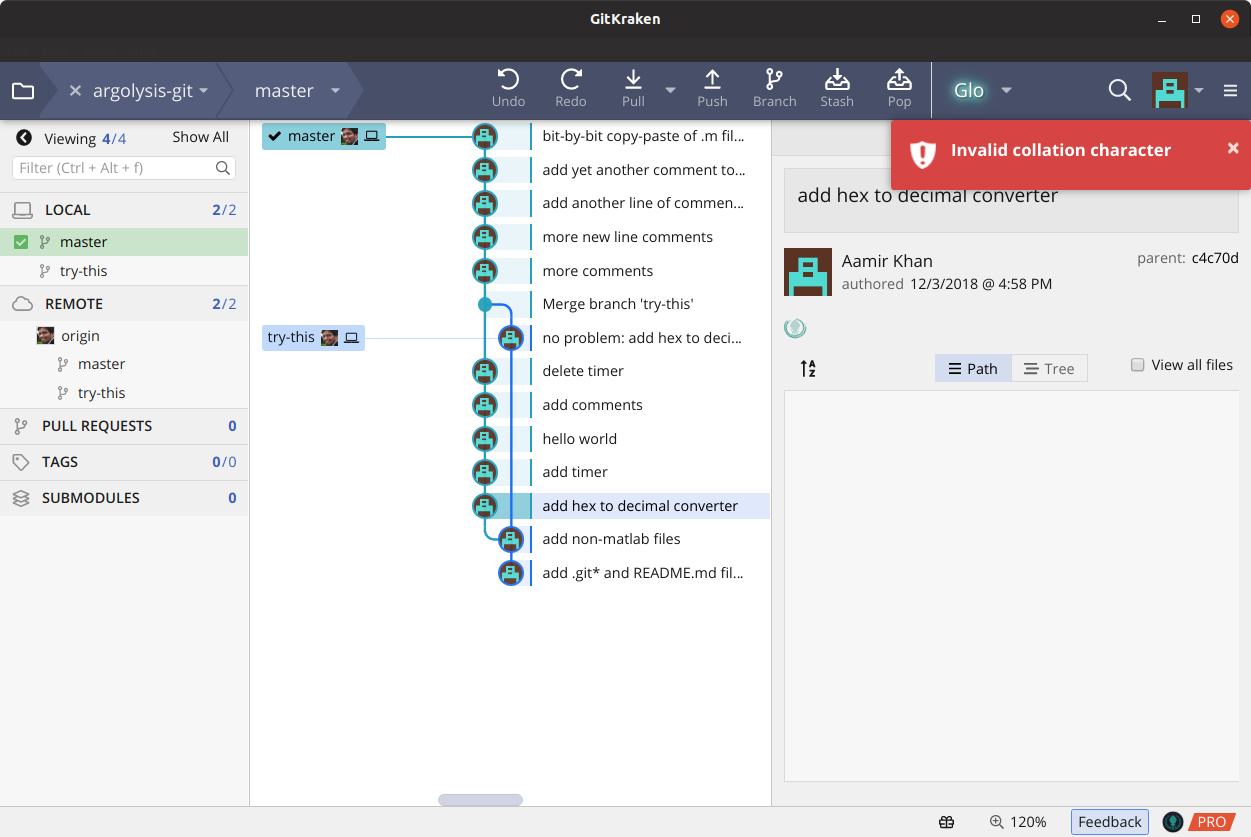 GitKraken
argolysis-git
master
Undo
Redo
Pull
Push
Branch
Stash
Pop
Glo
Viewing 4/4
Show All
Filter (Ctrl + Alt + f)
LOCAL 2/2
master
try-this
REMOTE 2/2
origin
master
try-this
PULL REQUESTS 0
TAGS 0/0
SUBMODULES 0
master
bit-by-bit copy-paste of .m fil...
add yet another comment to...
add another line of commen...
more new line comments
more comments
Merge branch 'try-this'
try-this
no problem: add hex to deci...
delete timer
add comments
hello world
add timer
add hex to decimal converter
add non-matlab files
add .git* and README.md fil...
Invalid collation character
add hex to decimal converter
Aamir Khan
authored 12/3/2018 @ 4:58 PM
parent: c4c70d
A
Z
Path
Tree
View all files
120%
Feedback
PRO